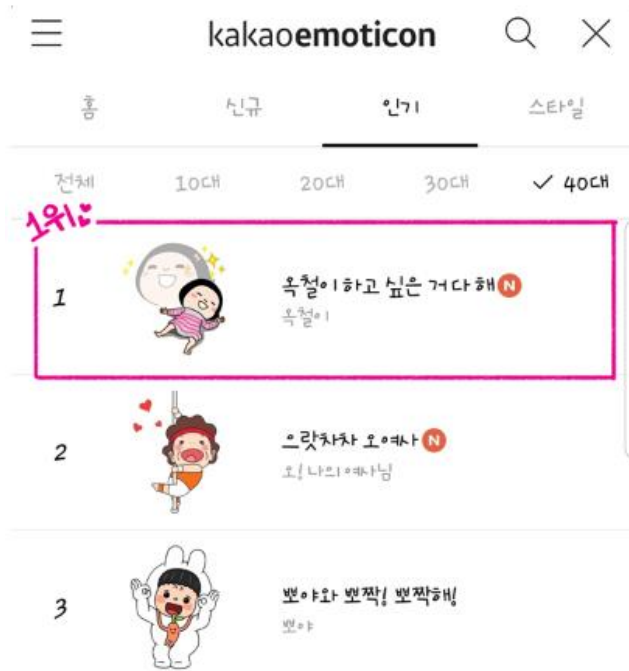 kakaoemoticon
홈 신규 인기 스타일
전체 10대 20대 30대 40대
1위
1
옥철이 하고 싶은 거 다 해 N
옥철이
2
으랏차차 오여사 N
오! 나의 여사님
3
뽀야와 뽀짝! 뽀짝해!
뽀야